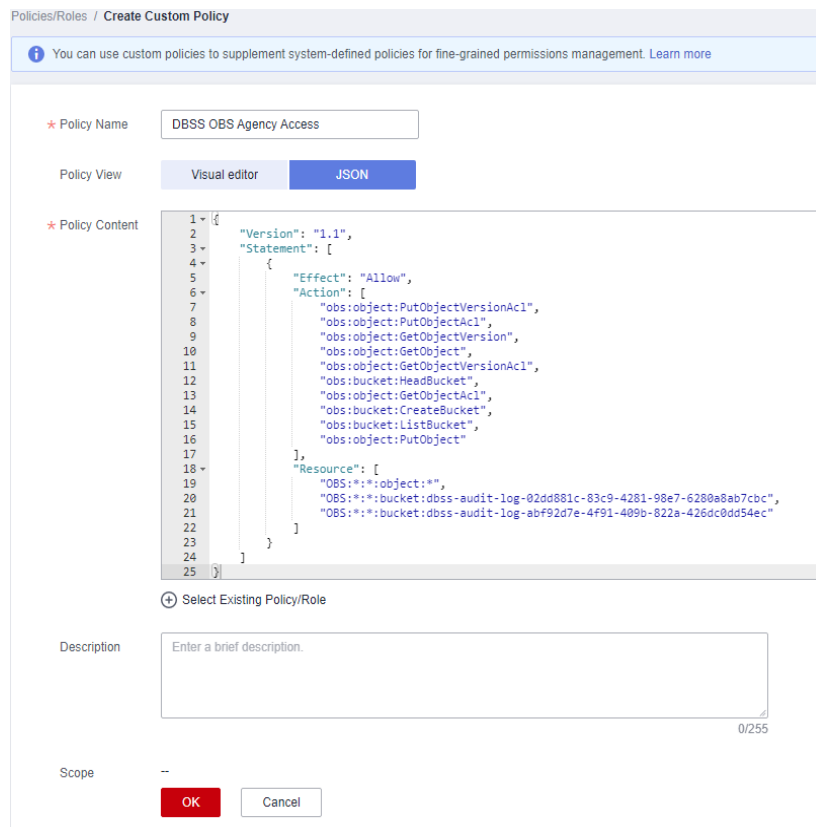 Policies/Roles / Create Custom Policy
You can use custom policies to supplement system-defined policies for fine-grained permissions management. Learn more
* Policy Name DBSS OBS Agency Access
Policy View Visual editor JSON
* Policy Content
1 {
2 "Version": "1.1",
3 "Statement": [
4 {
5 "Effect": "Allow",
6 "Action": [
7 "obs:object:PutObjectVersionAcl",
8 "obs:object:PutObjectAcl",
9 "obs:object:GetObjectVersion",
10 "obs:object:GetObject",
11 "obs:object:GetObjectVersionAcl",
12 "obs:bucket:HeadBucket",
13 "obs:object:GetObjectAcl",
14 "obs:bucket:CreateBucket",
15 "obs:bucket:ListBucket",
16 "obs:object:PutObject"
17 ],
18 "Resource": [
19 "OBS:*:*:object:*",
20 "OBS:*:*:bucket:dbss-audit-log-02dd881c-83c9-4281-98e7-6280a8ab7cbc",
21 "OBS:*:*:bucket:dbss-audit-log-abf92d7e-4f91-409b-822a-426dc0dd54ec"
22 ]
23 }
24 ]
25 }
Select Existing Policy/Role
Description Enter a brief description.
0/255
Scope --
OK Cancel